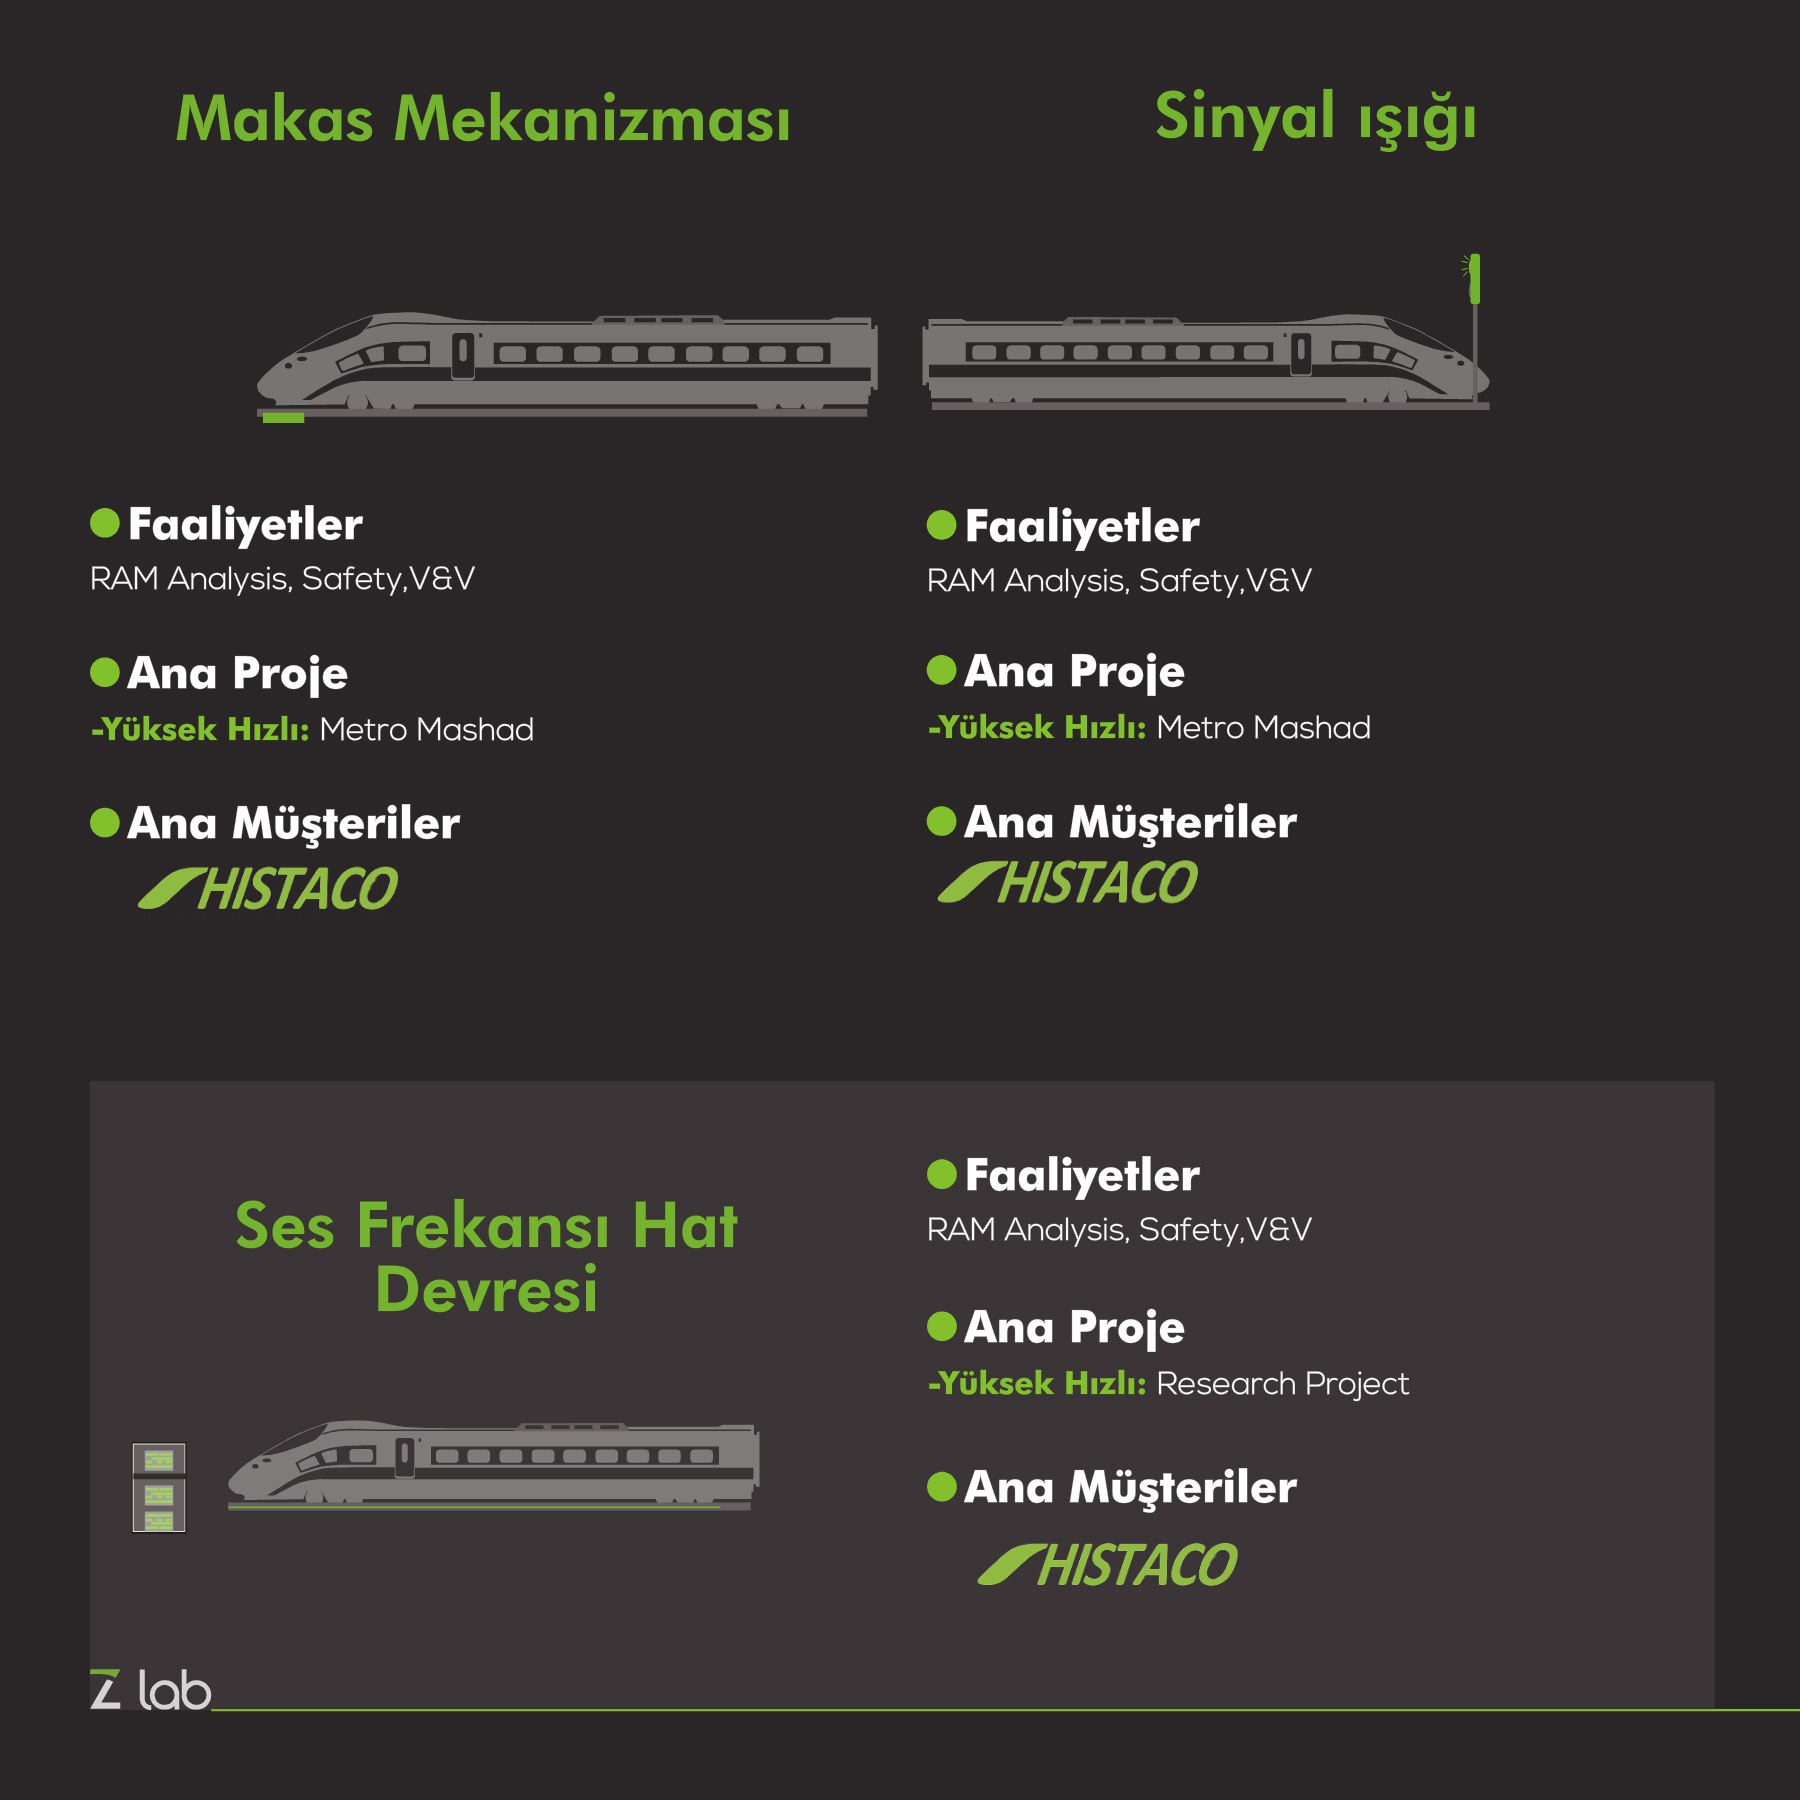 Makas Mekanizması
Faaliyetler
RAM Analysis, Safety,V&V
Ana Proje
-Yüksek Hızlı: Metro Mashad
Ana Müşteriler
HISTACO
Sinyal ışığı
Faaliyetler
RAM Analysis, Safety,V&V
Ana Proje
-Yüksek Hızlı: Metro Mashad
Ana Müşteriler
HISTACO
Ses Frekansı Hat
Devresi
Faaliyetler
RAM Analysis, Safety,V&V
Ana Proje
-Yüksek Hızlı: Research Project
Ana Müşteriler
HISTACO
Z lab